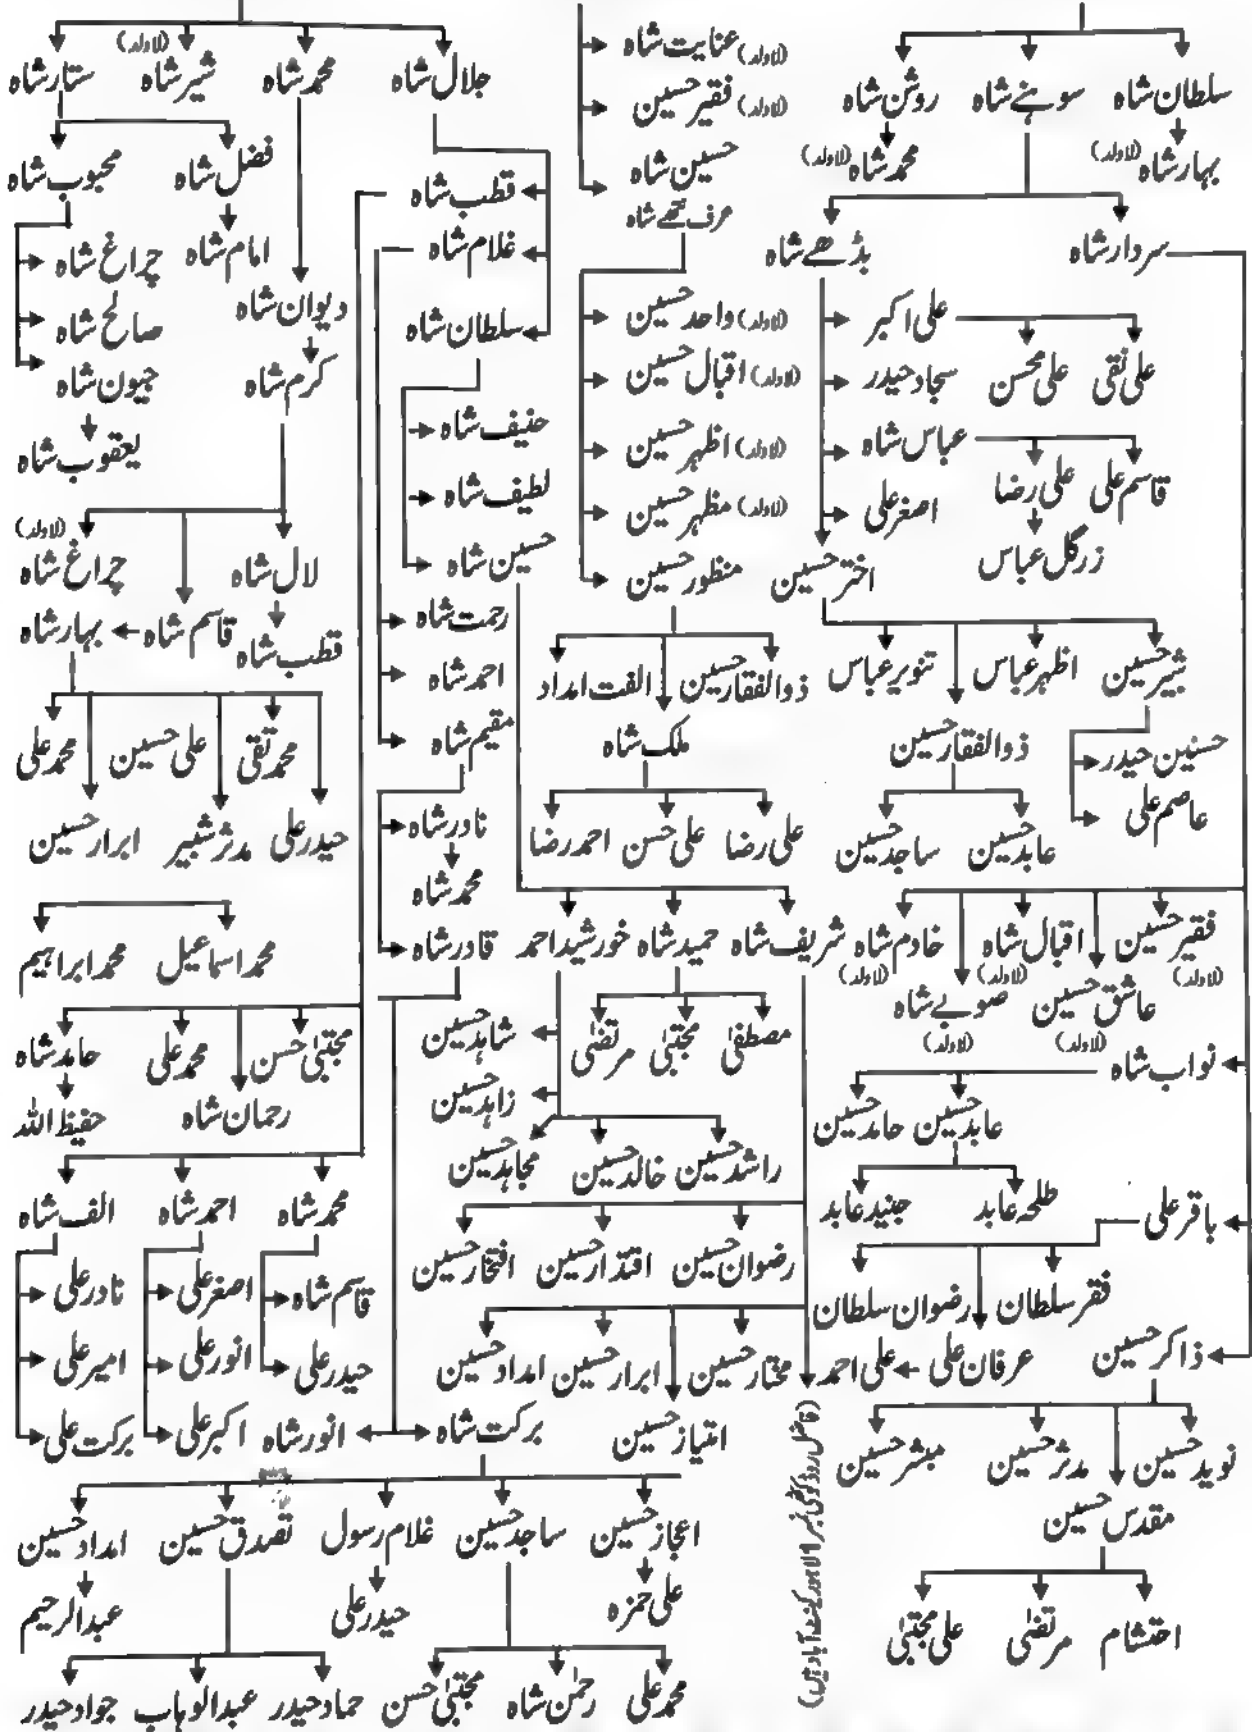 سلطان شاہ سوہنے شاہ روشن شاہ
(لاولد) عنایت شاہ
جلال شاہ محمد شاہ شیر شاہ (لاولد) ستار شاہ
(لاولد) فقیر حسین
بہار شاہ (لاولد) محمد شاہ (لاولد)
حسین شاہ
عرف ننھے شاہ
فضل شاہ محبوب شاہ
قطب شاہ
غلام شاہ
سلطان شاہ
سردار شاہ بڈھے شاہ
امام شاہ چراغ شاہ
صالح شاہ
جیون شاہ
یعقوب شاہ
دیوان شاہ
کرم شاہ
علی اکبر
سجاد حیدر
عباس شاہ
اصغر علی
اختر حسین
علی نقی علی محسن
قاسم علی علی رضا
زرگل عباس
واحد حسین (لاولد)
اقبال حسین (لاولد)
اظہر حسین (لاولد)
مظہر حسین (لاولد)
منظور حسین
حنیف شاہ
لطیف شاہ
حسین شاہ
لال شاہ چراغ شاہ (لاولد)
قطب شاہ قاسم شاہ بہار شاہ
رحمت شاہ
احمد شاہ
مقیم شاہ
بشیر حسین اظہر عباس تنویر عباس
ذوالفقار حسین
ذوالفقار حسین الفت امداد
ملک شاہ
حسنین حیدر
عاصم علی
عابد حسین ساجد حسین
علی رضا علی حسن احمد رضا
محمد تقی علی حسین محمد علی
حیدر علی مدثر شبیر ابرار حسین
نادر شاہ
محمد شاہ
قادر شاہ
محمد اسماعیل محمد ابراہیم
فقیر حسین (لاولد) اقبال شاہ (لاولد) خادم شاہ (لاولد)
عاشق حسین (لاولد) صوبے شاہ (لاولد)
شریف شاہ حمید شاہ خورشید احمد
مصطفیٰ مجتبیٰ مرتضیٰ
شاہد حسین
زاہد حسین
راشد حسین خالد حسین مجاہد حسین
مجتبیٰ حسن محمد علی حامد شاہ
رحمان شاہ حفیظ اللہ
نواب شاہ
عابد حسین حامد حسین
طلحہ عابد جنید عابد
باقر علی
فقر سلطان رضوان سلطان
عرفان علی علی احمد
ذاکر حسین
محمد شاہ احمد شاہ الف شاہ
قاسم شاہ اصغر علی نادر علی
حیدر علی انور علی امیر علی
اکبر علی برکت علی
رضوان حسین اقتدار حسین افتخار حسین
مختار حسین ابرار حسین امداد حسین
امتیاز حسین
برکت شاہ انور شاہ
نوید حسین مدثر حسین مبشر حسین
مقدس حسین
احتشام مرتضیٰ علی مجتبیٰ
اعجاز حسین ساجد حسین غلام رسول تصدق حسین امداد حسین
علی حمزہ حیدر علی عبدالرحیم
محمد علی رحمٰن شاہ مجتبیٰ حسن حماد حیدر عبدالوہاب جواد حیدر